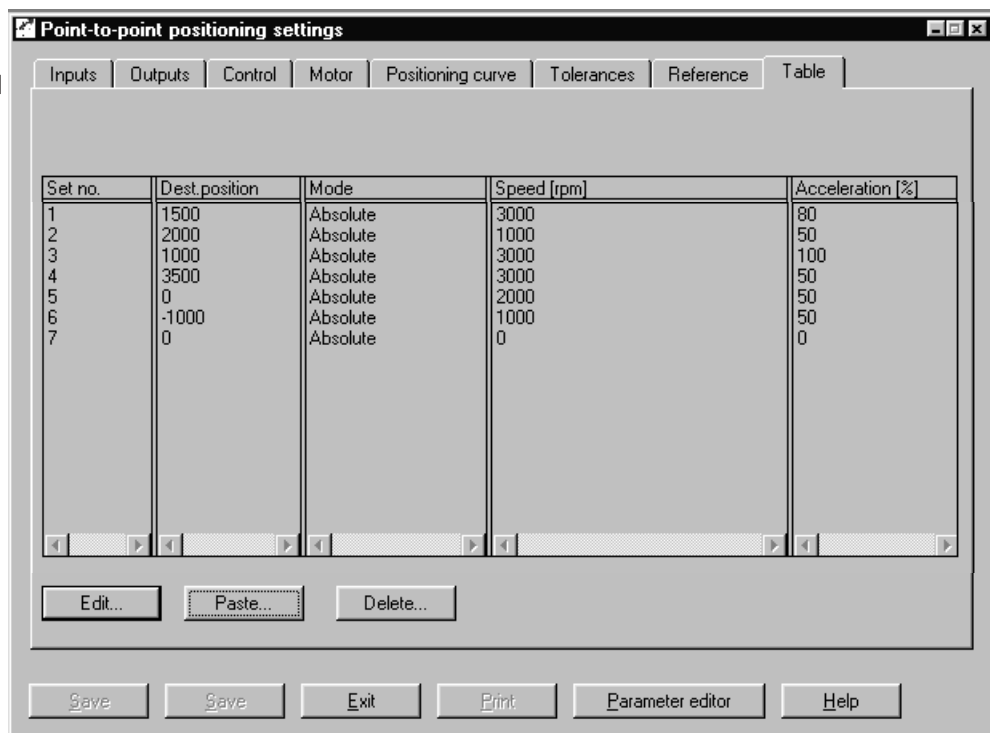 Point-to-point positioning settings
Inputs Outputs Control Motor Positioning curve Tolerances Reference Table
Set no. Dest.position Mode Speed [rpm] Acceleration [%]
1 1500 Absolute 3000 80
2 2000 Absolute 1000 50
3 1000 Absolute 3000 100
4 3500 Absolute 3000 50
5 0 Absolute 2000 50
6 -1000 Absolute 1000 50
7 0 Absolute 0 0
Edit... Paste... Delete...
Save Save Exit Print Parameter editor Help